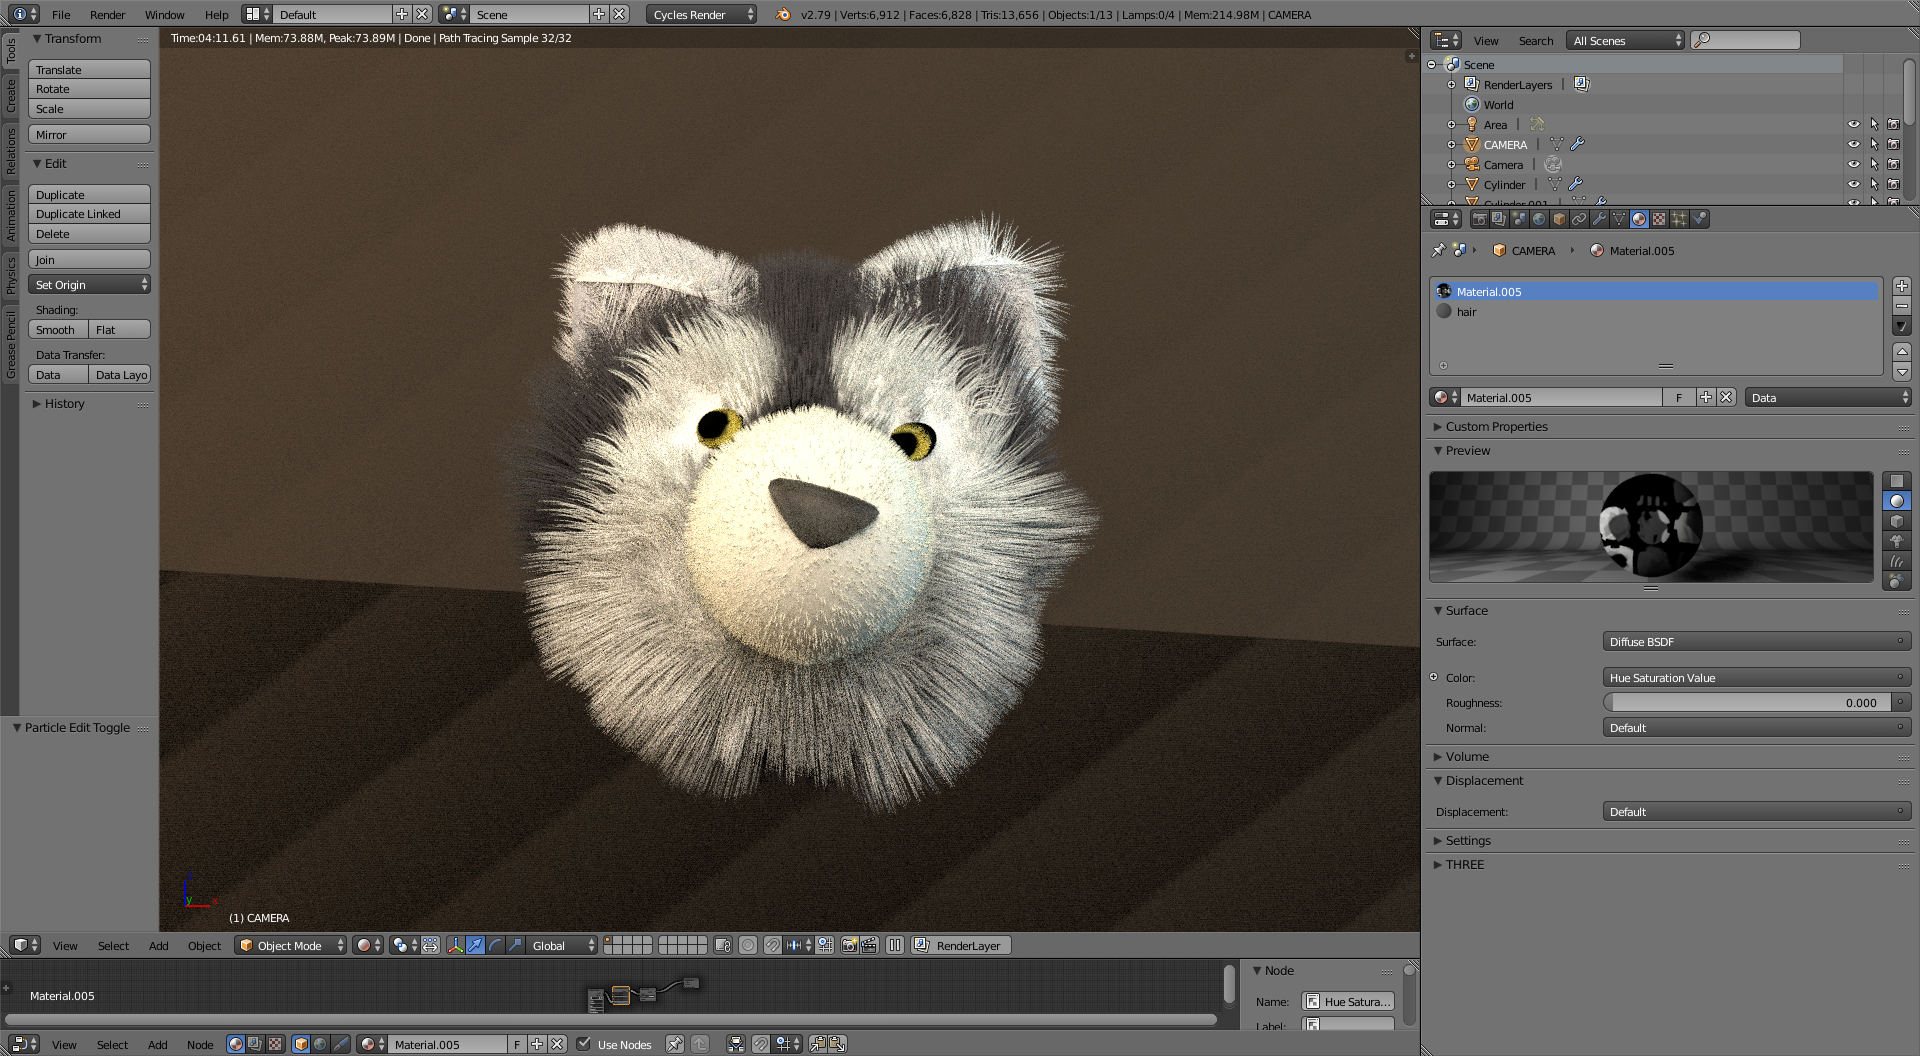 File Render Window Help Default Scene Cycles Render v2.79 | Verts:6,912 | Faces:6,828 | Tris:13,656 | Objects:1/13 | Lamps:0/4 | Mem:214.98M | CAMERA
Time:04:11.61 | Mem:73.88M, Peak:73.89M | Done | Path Tracing Sample 32/32
Tools
Create
Relations
Animation
Physics
Grease Pencil
Transform
Translate
Rotate
Scale
Mirror
Edit
Duplicate
Duplicate Linked
Delete
Join
Set Origin
Shading:
Smooth Flat
Data Transfer:
Data Data Layo
History
Particle Edit Toggle
y x
(1) CAMERA
View Select Add Object Object Mode Global RenderLayer
Material.005
Node
Name: Hue Satura...
Label:
View Select Add Node Material.005 F Use Nodes
View Search All Scenes
Scene
RenderLayers
World
Area
CAMERA
Camera
Cylinder
Cylinder.001
CAMERA Material.005
Material.005
hair
Material.005 F Data
Custom Properties
Preview
Surface
Surface: Diffuse BSDF
Color: Hue Saturation Value
Roughness: 0.000
Normal: Default
Volume
Displacement
Displacement: Default
Settings
THREE